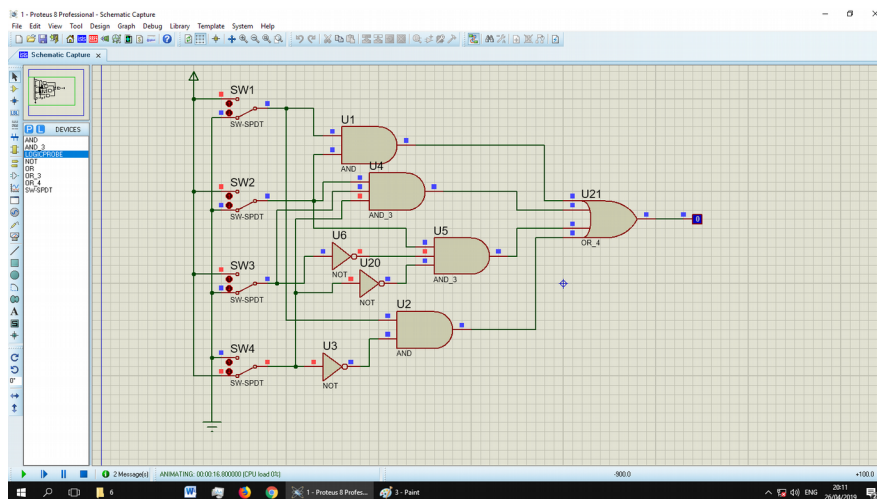 1 - Proteus 8 Professional - Schematic Capture
File Edit View Tool Design Graph Debug Library Template System Help
Schematic Capture x
P L DEVICES
AND
AND_3
LOGICPROBE
NOT
OR
OR_3
OR_4
SW-SPDT
SW1
SW-SPDT
U1
AND
U4
AND_3
SW2
SW-SPDT
U21
OR_4
0
U6
NOT
U20
NOT
U5
AND_3
SW3
SW-SPDT
U2
AND
SW4
SW-SPDT
U3
NOT
A
0°
2 Message(s)
ANIMATING: 00:00:16.800000 (CPU load 0%)
-900.0
+100.0
6
1 - Proteus 8 Profes...
3 - Paint
ENG
20:11
26/04/2019